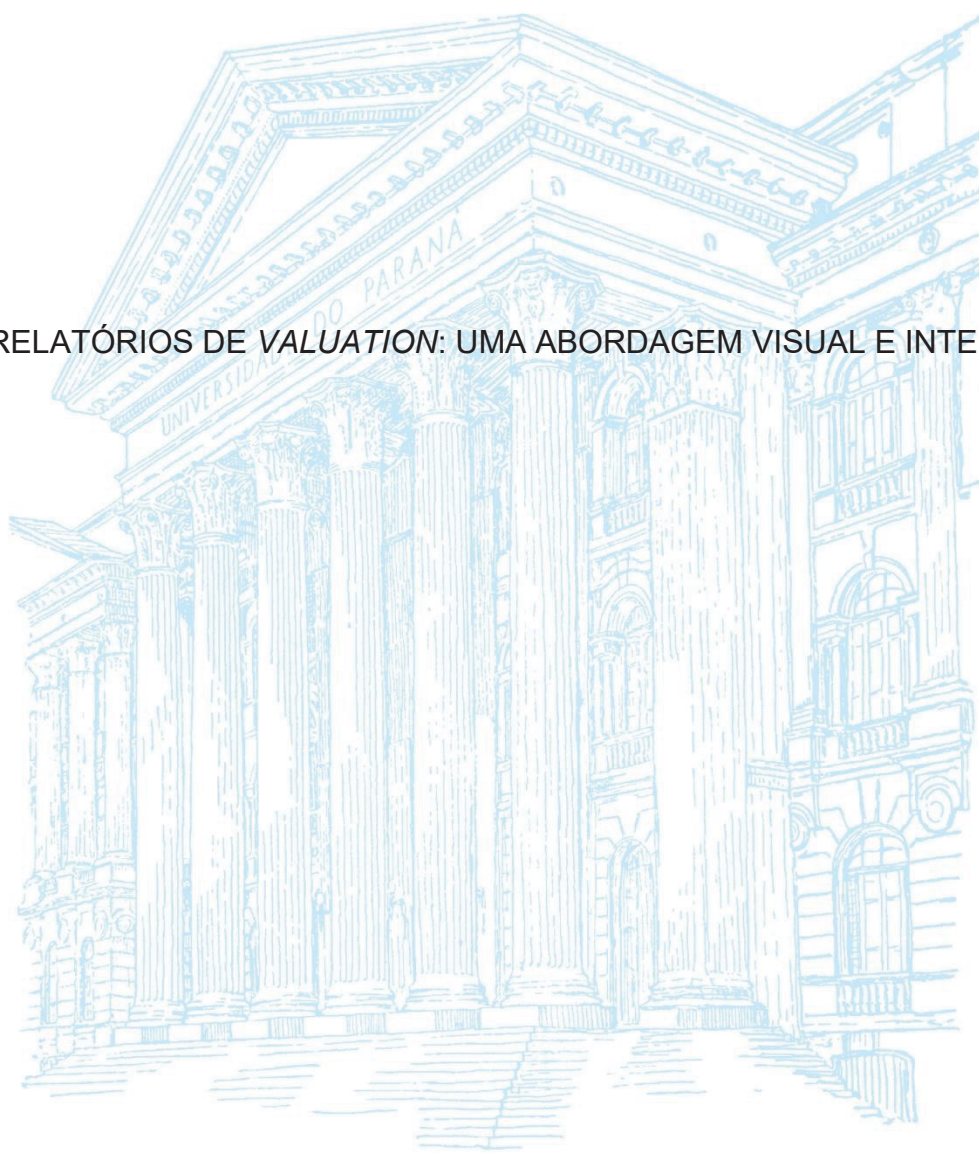 UNIVERSIDADE DO PARANÁ
RELATÓRIOS DE VALUATION: UMA ABORDAGEM VISUAL E INTE